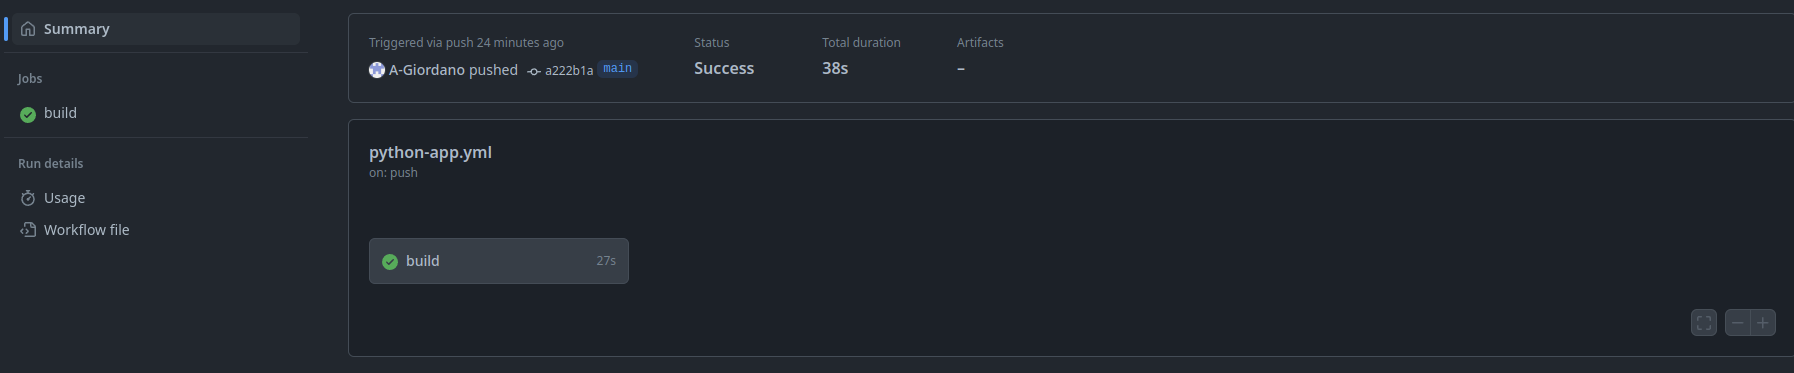 Summary
Jobs
build
Run details
Usage
Workflow file
Triggered via push 24 minutes ago
A-Giordano pushed a222b1a main
Status
Success
Total duration
38s
Artifacts
–
python-app.yml
on: push
build 27s